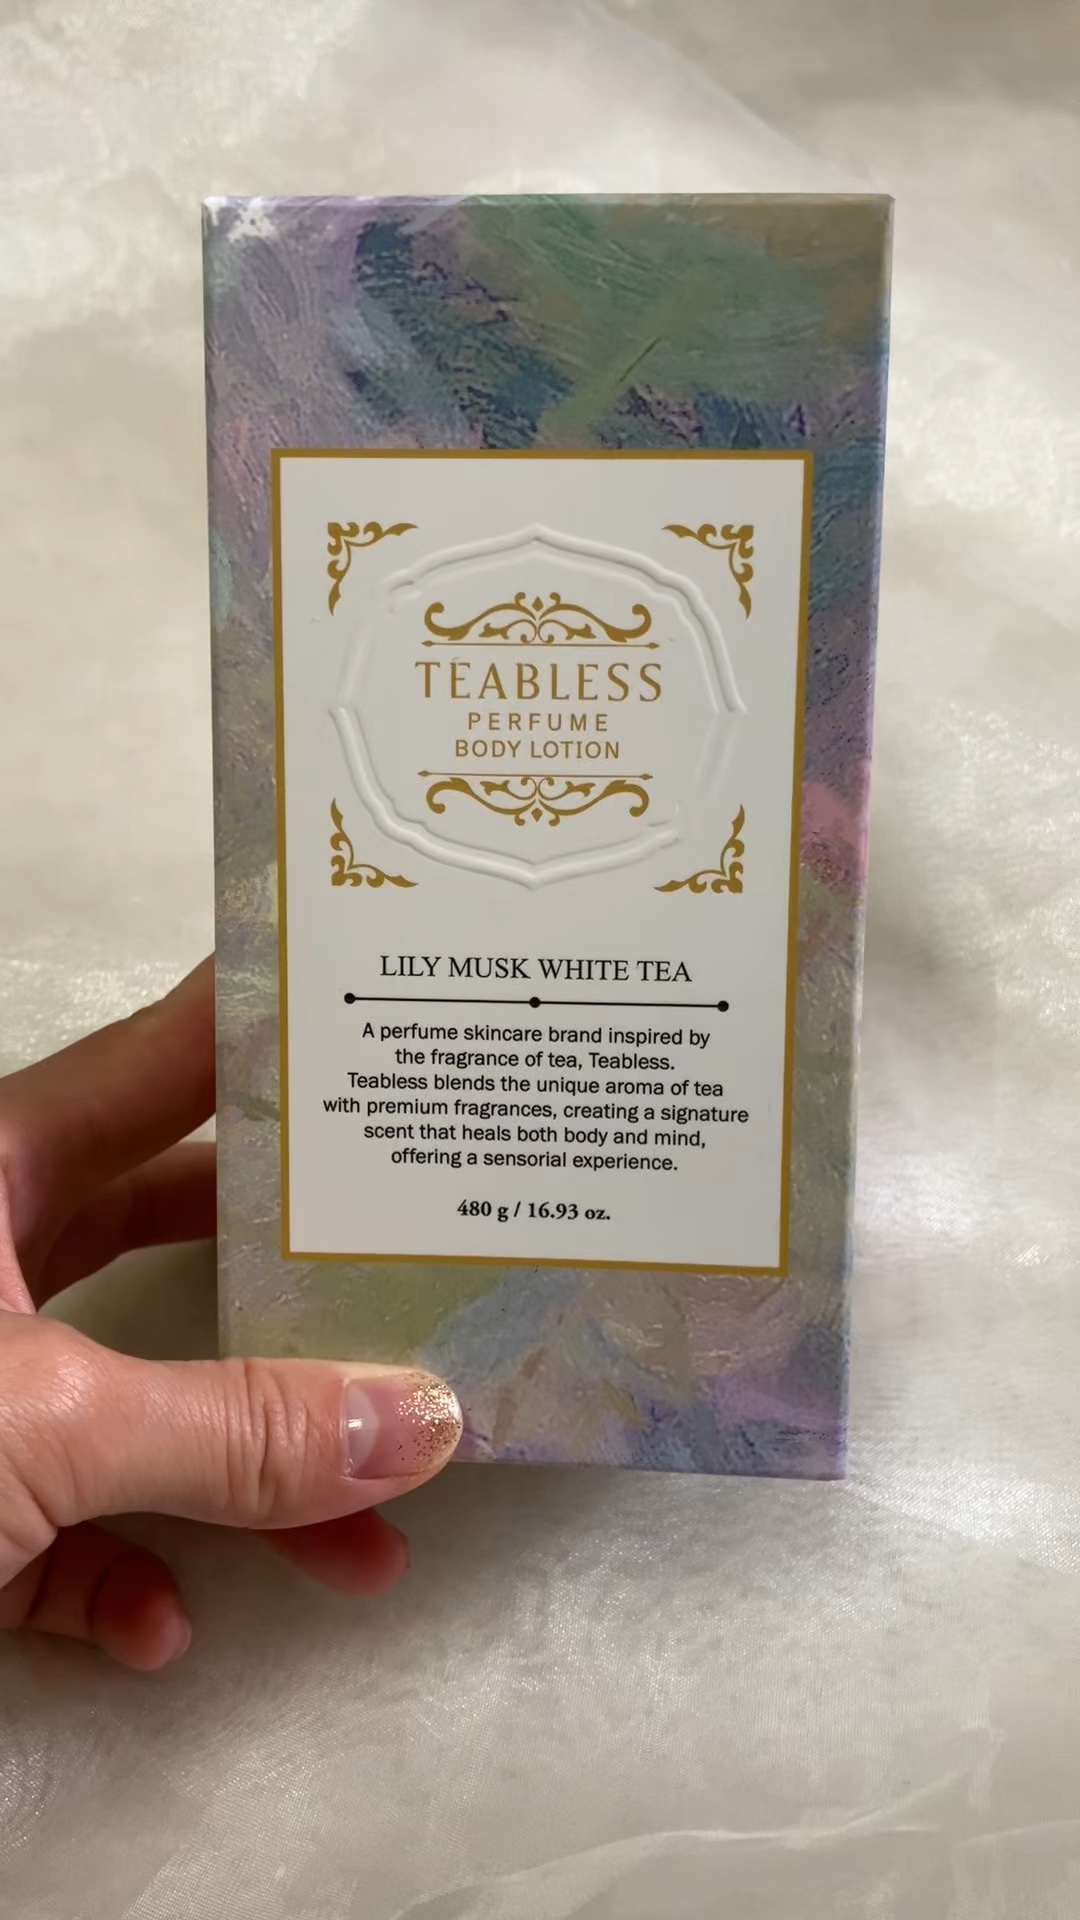 TEABLESS
PERFUME
BODY LOTION
LILY MUSK WHITE TEA
A perfume skincare brand inspired by
the fragrance of tea, Teabless.
Teabless blends the unique aroma of tea
with premium fragrances, creating a signature
scent that heals both body and mind,
offering a sensorial experience.
480 g / 16.93 oz.